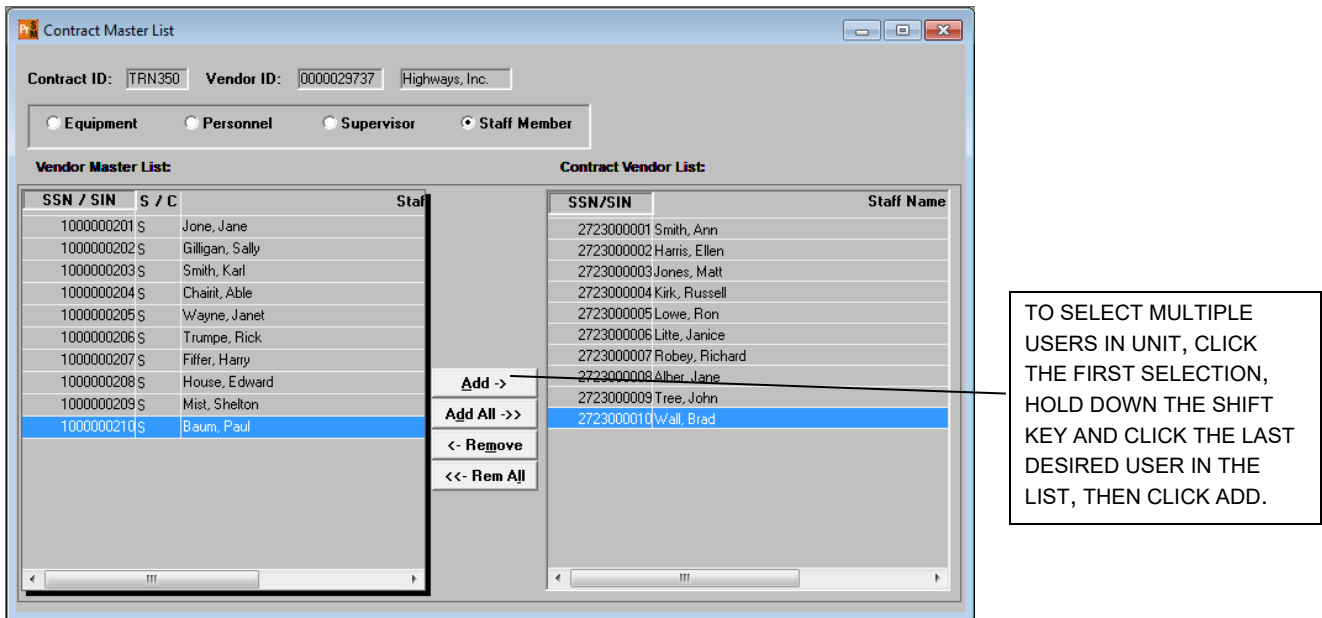 Contract Master List
Contract ID: TRN350 Vendor ID: 0000029737 Highways, Inc.
Equipment Personnel Supervisor Staff Member
Vendor Master List:
SSN / SIN S / C Staf
1000000201 S Jone, Jane
1000000202 S Gilligan, Sally
1000000203 S Smith, Karl
1000000204 S Chairit, Able
1000000205 S Wayne, Janet
1000000206 S Trumpe, Rick
1000000207 S Fiffer, Harry
1000000208 S House, Edward
1000000209 S Mist, Shelton
1000000210 S Baum, Paul
Add ->
Add All ->>
<- Remove
<<- Rem All
Contract Vendor List:
SSN/SIN Staff Name
2723000001 Smith, Ann
2723000002 Harris, Ellen
2723000003 Jones, Matt
2723000004 Kirk, Russell
2723000005 Lowe, Ron
2723000006 Litte, Janice
2723000007 Robey, Richard
2723000008 Alber, Jane
2723000009 Tree, John
2723000010 Wall, Brad
TO SELECT MULTIPLE
USERS IN UNIT, CLICK
THE FIRST SELECTION,
HOLD DOWN THE SHIFT
KEY AND CLICK THE LAST
DESIRED USER IN THE
LIST, THEN CLICK ADD.